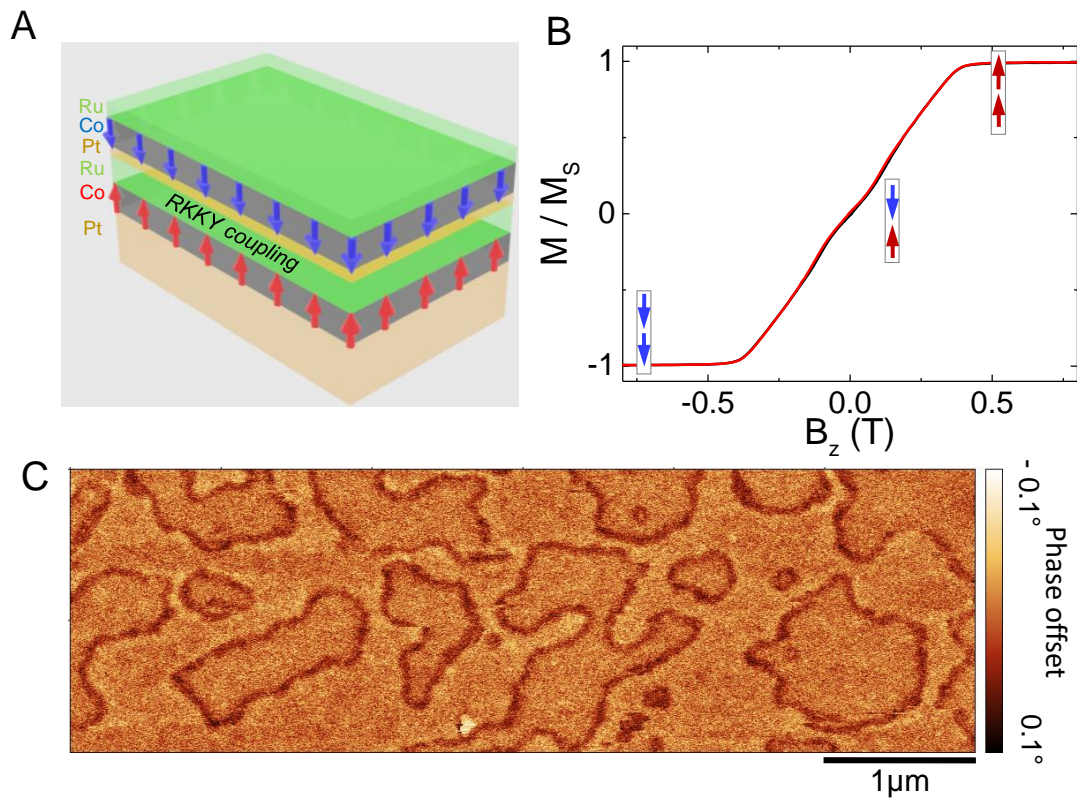 A
Ru
Co
Pt
Ru
Co
Pt
RKKY coupling
B
M / M_S
1
0
-1
-0.5
0.0
0.5
B_z (T)
C
- 0.1°
Phase offset
0.1°
1µm